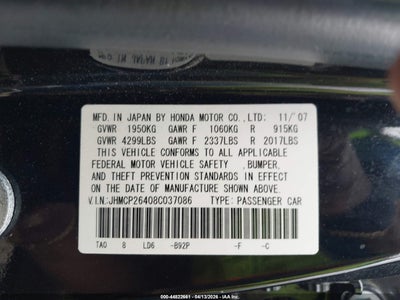 MFD. IN JAPAN BY HONDA MOTOR CO., LTD: 11/'07
GVWR 1950KG GAWR F 1060KG R 915KG
GVWR 4299LBS GAWR F 2337LBS R 2017LBS
THIS VEHICLE CONFORMS TO ALL APPLICABLE
FEDERAL MOTOR VEHICLE SAFETY , BUMPER,
AND THEFT PREVENTION STANDARDS IN EFFECT
ON THE DATE OF MANUFACTURE SHOWN ABOVE.
V.I.N:JHMCP26408C037086 TYPE: PASSENGER CAR
TA0 8 LD6 -B92P -F -C
000-44822661 - 04/13/2026 - IAAI